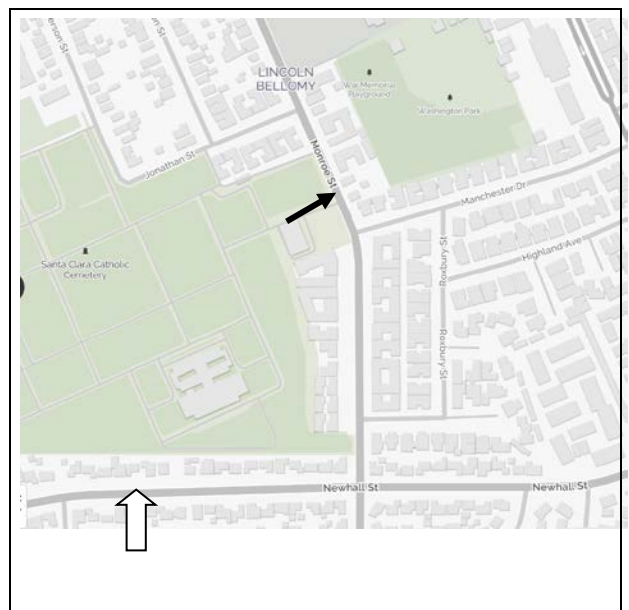 LINCOLN
BELLOMY
War Memorial
Playground
Washington Park
Monroe St
Jonathan St
Manchester Dr
Roxbury St
Highland Ave
Santa Clara Catholic
Cemetery
Roxbury St
Newhall St
Newhall St